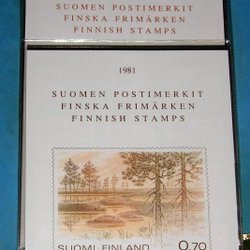 SUOMEN POSTIMERKIT
FINSKA FRIMÄRKEN
FINNISH STAMPS
1981
SUOMEN POSTIMERKIT
FINSKA FRIMÄRKEN
FINNISH STAMPS
0,70
SUOMI-FINLAND